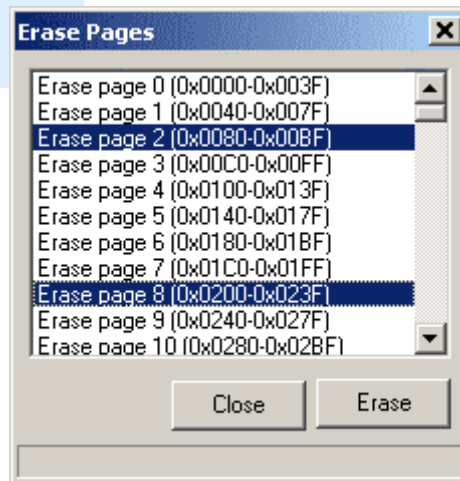 Erase Pages
Erase page 0 (0x0000-0x003F)
Erase page 1 (0x0040-0x007F)
Erase page 2 (0x0080-0x00BF)
Erase page 3 (0x00C0-0x00FF)
Erase page 4 (0x0100-0x013F)
Erase page 5 (0x0140-0x017F)
Erase page 6 (0x0180-0x01BF)
Erase page 7 (0x01C0-0x01FF)
Erase page 8 (0x0200-0x023F)
Erase page 9 (0x0240-0x027F)
Erase page 10 (0x0280-0x02BF)
Close Erase